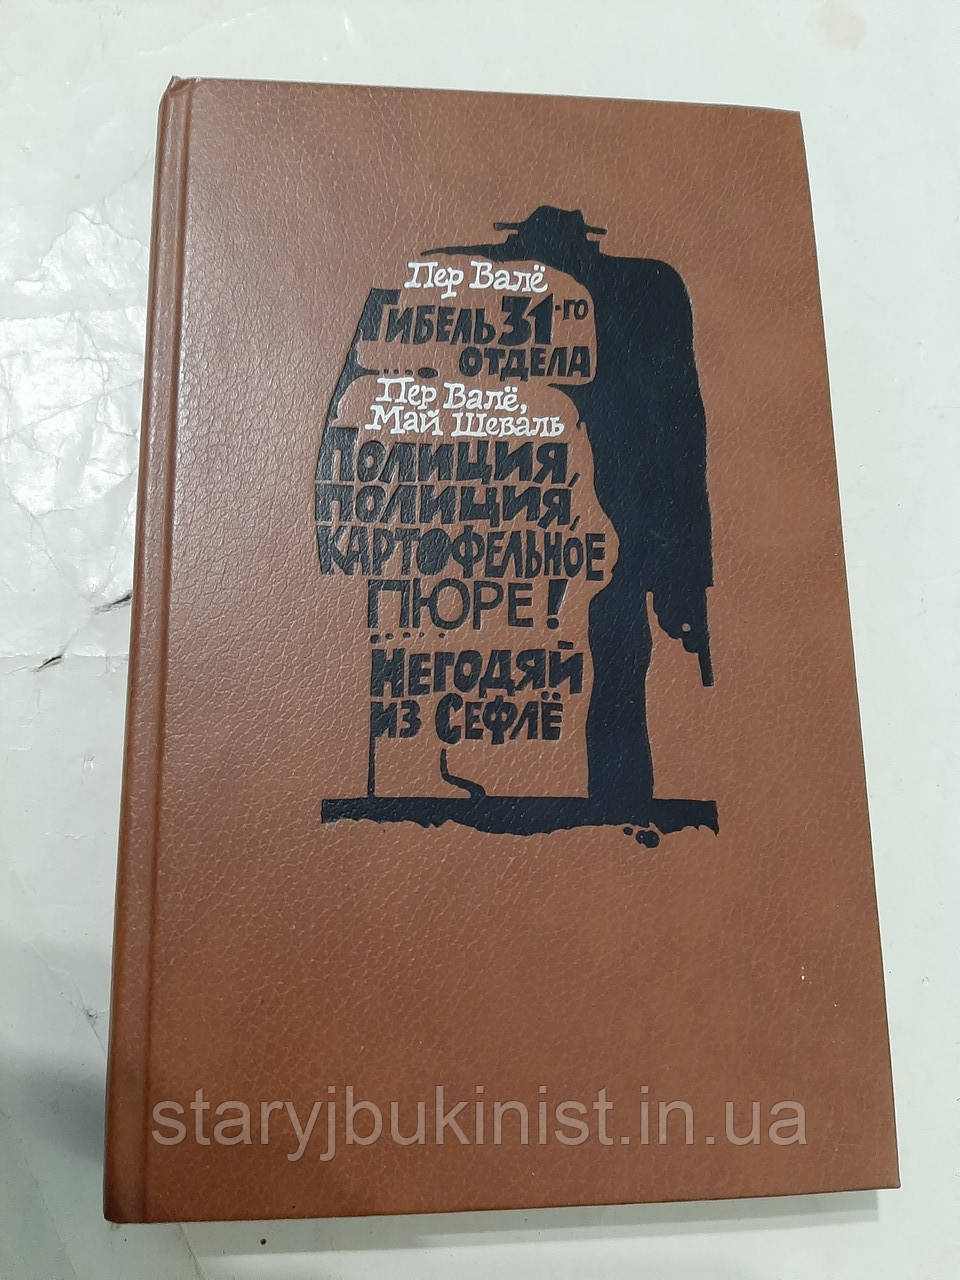 Пер Валё
Гибель 31-го
отдела
Пер Валё,
Май Шеваль
Полиция,
полиция,
картофельное
пюре!
Негодяй
из Сефлё
staryjbukinist.in.ua